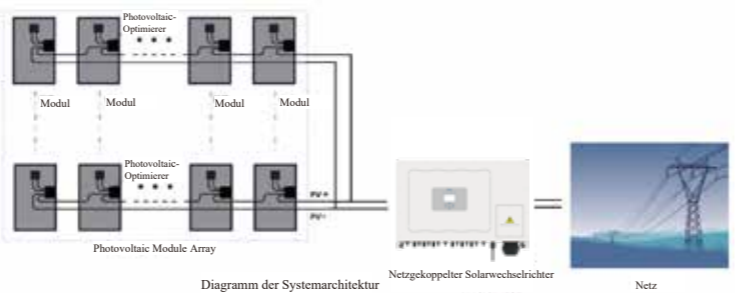 Photovoltaic-
Optimierer
Modul Modul Modul Modul
Photovoltaic-
Optimierer
PV+
PV-
Photovoltaic Module Array
Diagramm der Systemarchitektur
Netzgekoppelter Solarwechselrichter
Netz